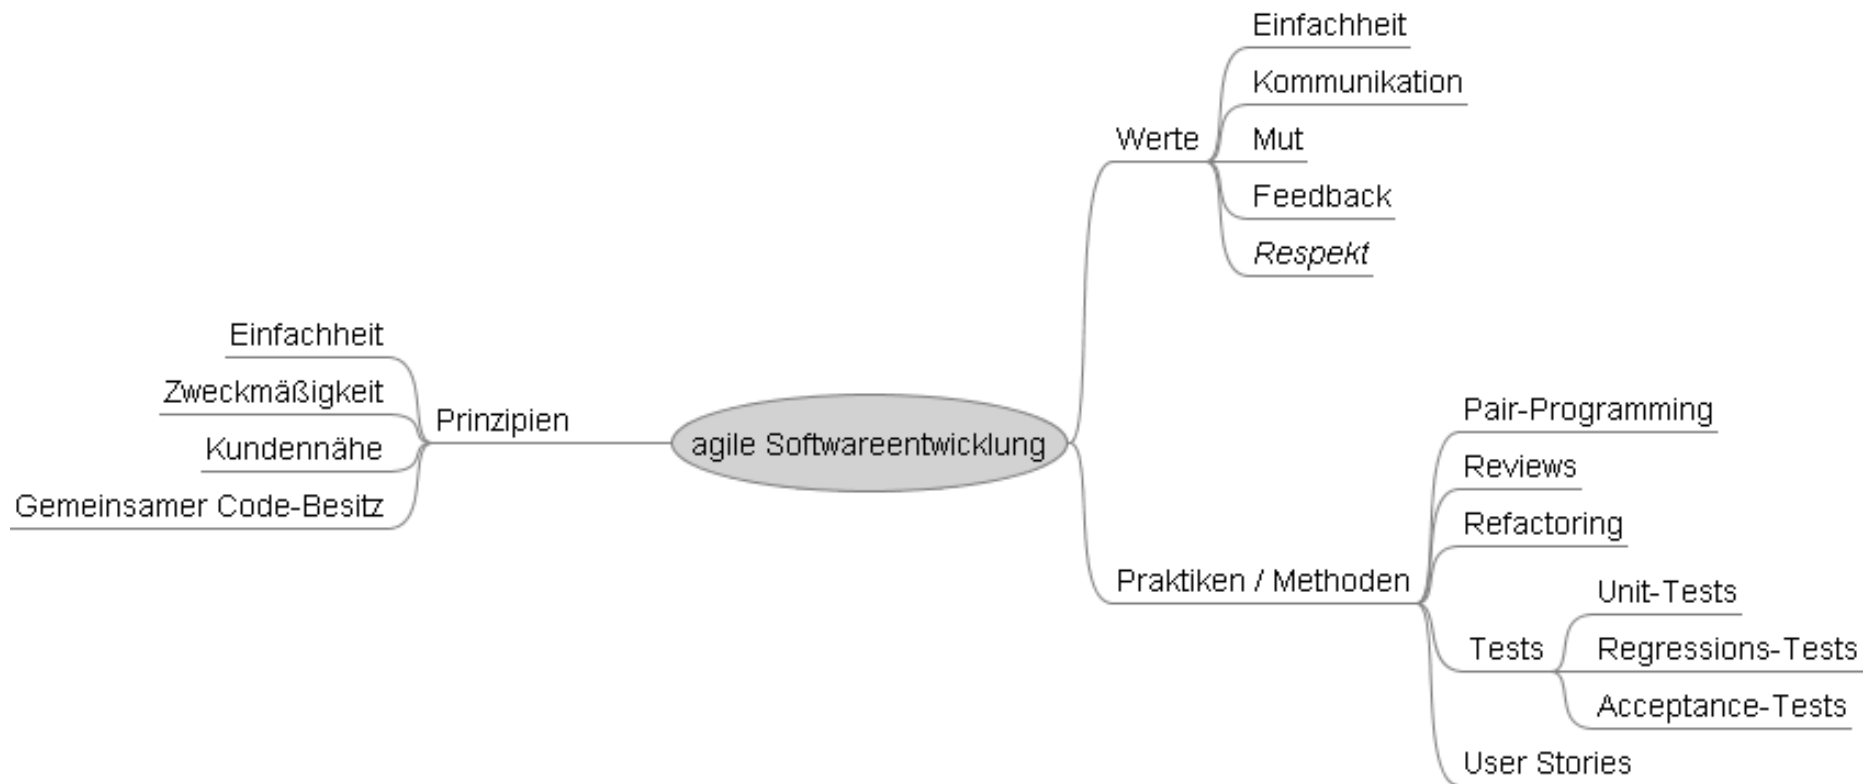 Einfachheit
Kommunikation
Werte
Mut
Feedback
Respekt
Einfachheit
Zweckmäßigkeit
Prinzipien
Kundennähe
Gemeinsamer Code-Besitz
agile Softwareentwicklung
Pair-Programming
Reviews
Refactoring
Praktiken / Methoden
Unit-Tests
Tests
Regressions-Tests
Acceptance-Tests
User Stories